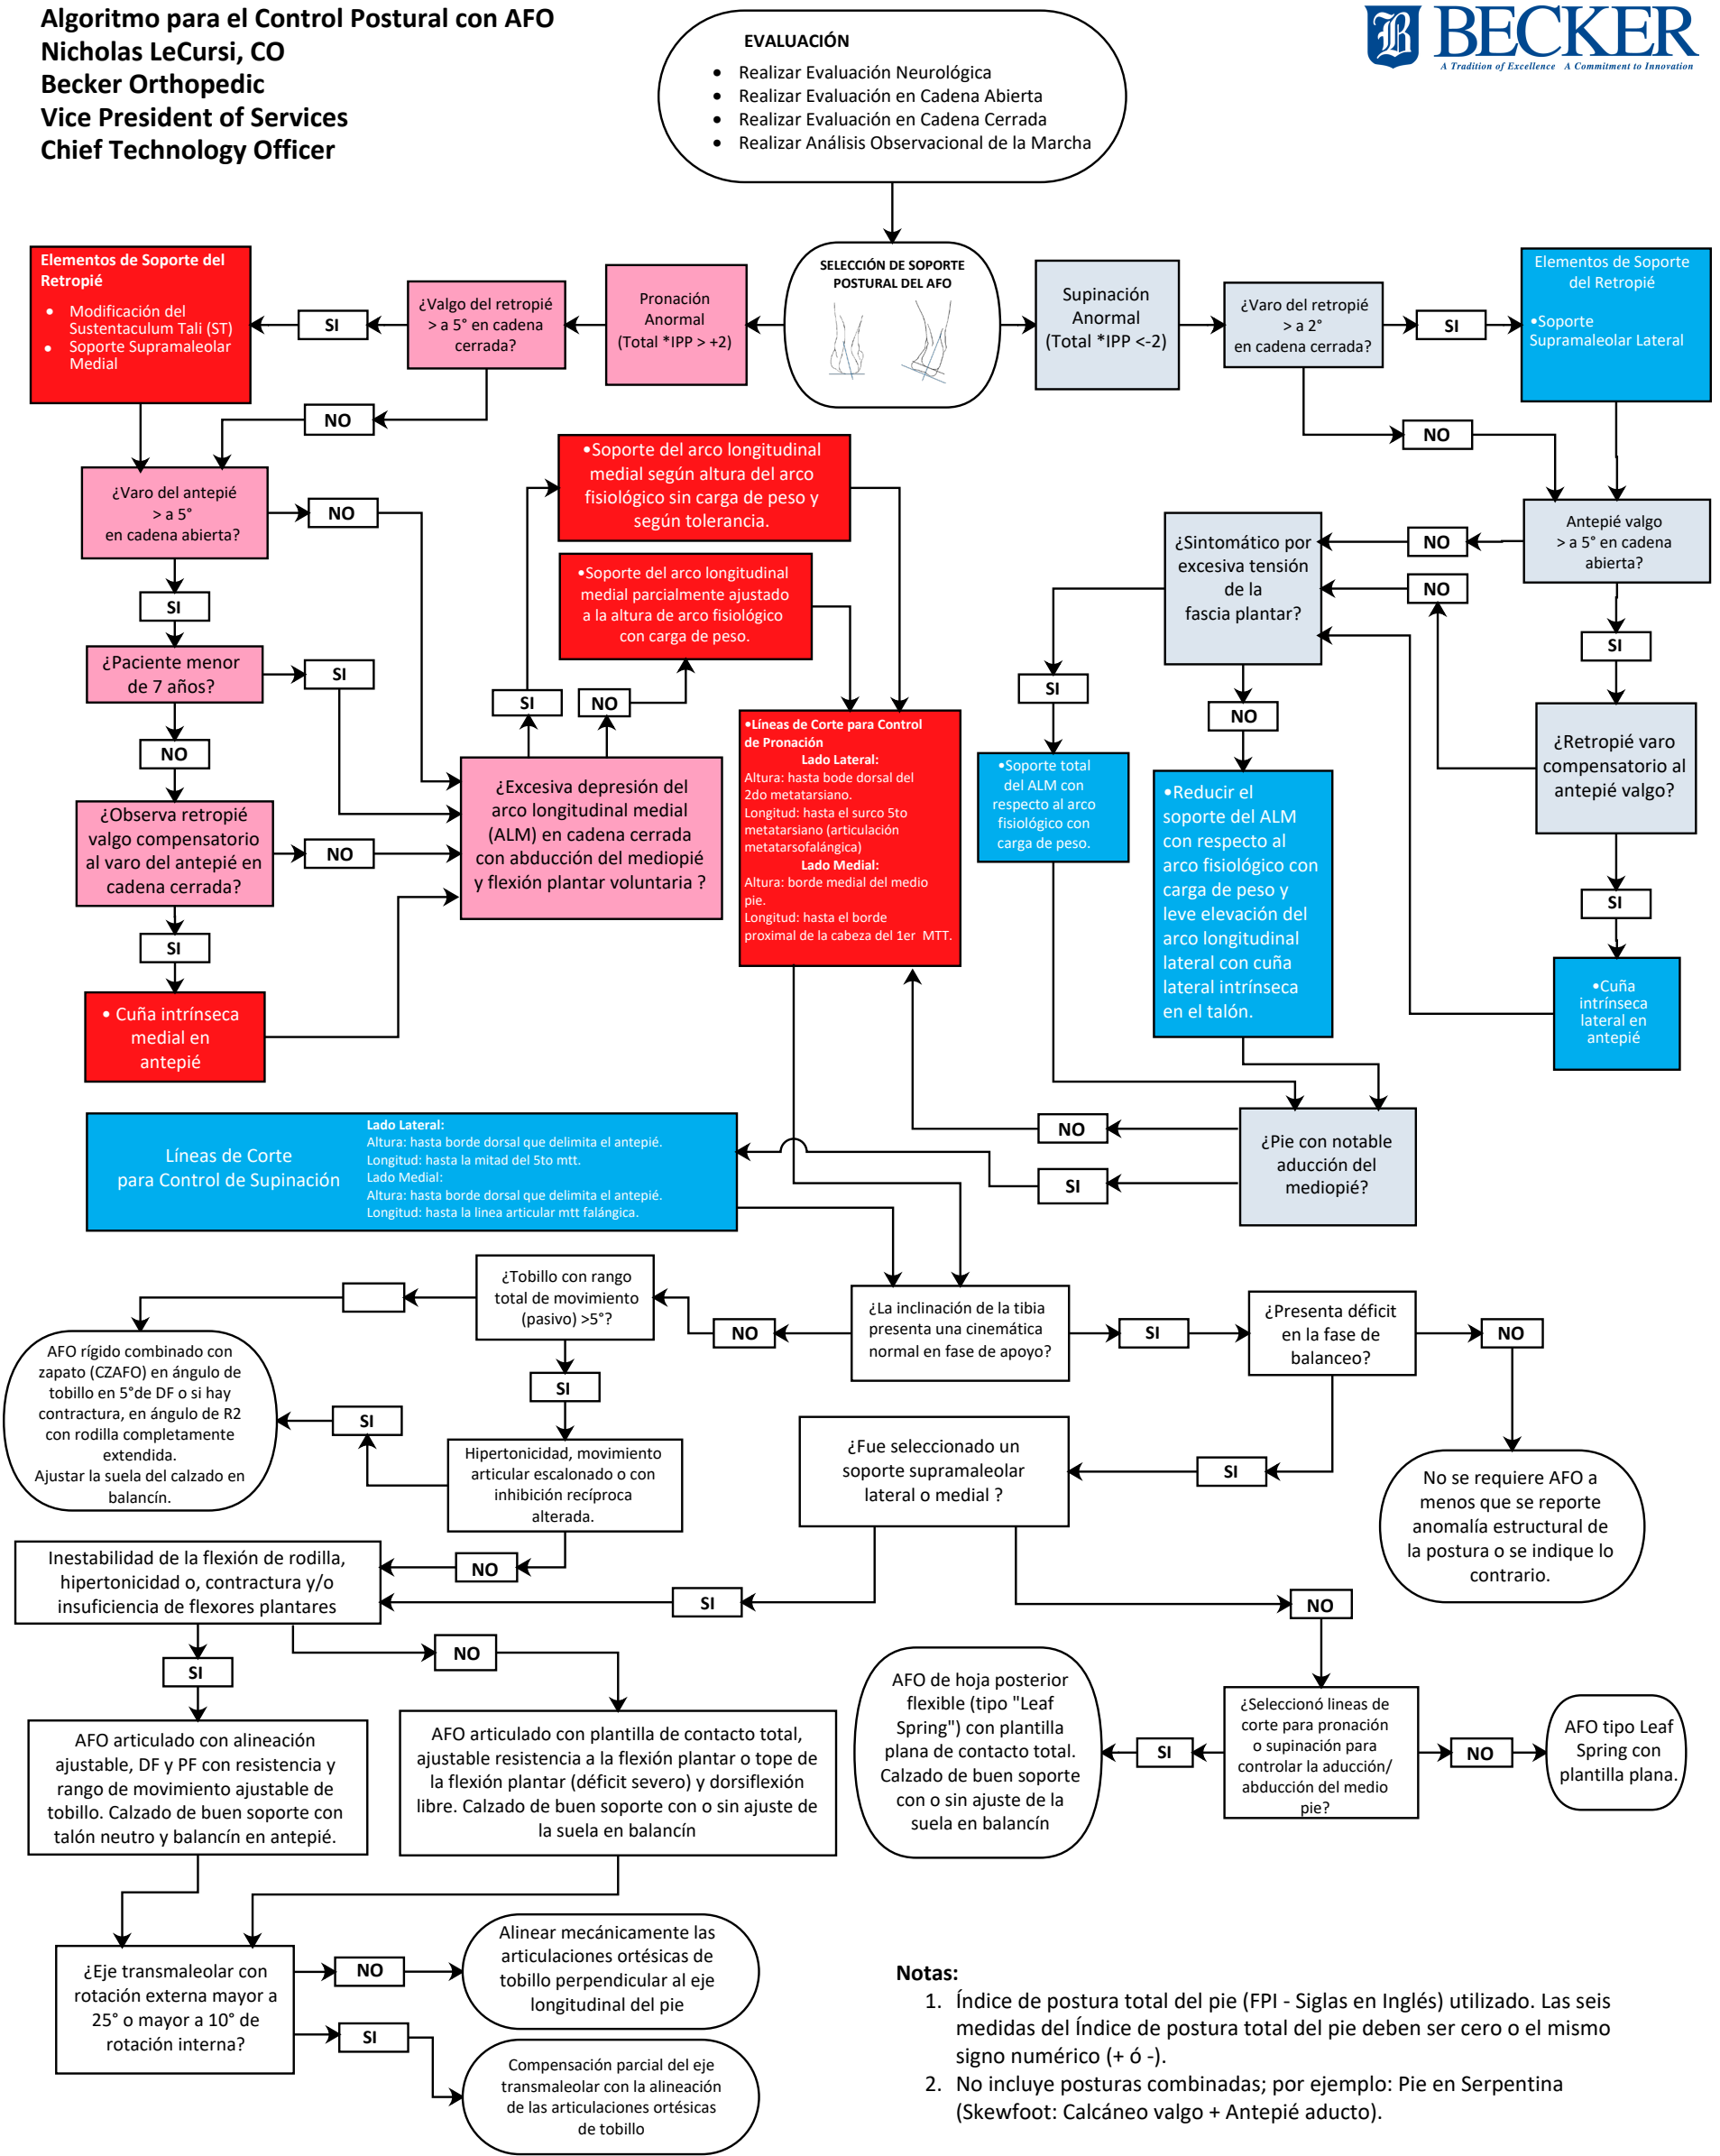 Algoritmo para el Control Postural con AFO
Nicholas LeCursi, CO
Becker Orthopedic
Vice President of Services
Chief Technology Officer
EVALUACIÓN
• Realizar Evaluación Neurológica
• Realizar Evaluación en Cadena Abierta
• Realizar Evaluación en Cadena Cerrada
• Realizar Análisis Observacional de la Marcha
B BECKER
A Tradition of Excellence A Commitment to Innovation
Elementos de Soporte del
Retropié
• Modificación del
Sustentaculum Tali (ST)
• Soporte Supramaleolar
Medial
SI
¿Valgo del retropié
> a 5° en cadena
cerrada?
Pronación
Anormal
(Total *IPP > +2)
SELECCIÓN DE SOPORTE
POSTURAL DEL AFO
Supinación
Anormal
(Total *IPP <-2)
¿Varo del retropié
> a 2°
en cadena cerrada?
SI
Elementos de Soporte
del Retropié
•Soporte
Supramaleolar Lateral
NO
NO
¿Varo del antepié
> a 5°
en cadena abierta?
NO
•Soporte del arco longitudinal
medial según altura del arco
fisiológico sin carga de peso y
según tolerancia.
•Soporte del arco longitudinal
medial parcialmente ajustado
a la altura de arco fisiológico
con carga de peso.
¿Sintomático por
excesiva tensión
de la
fascia plantar?
NO
NO
Antepié valgo
> a 5° en cadena
abierta?
SI
SI
¿Paciente menor
de 7 años?
SI
SI
NO
SI
NO
NO
•Líneas de Corte para Control
de Pronación
Lado Lateral:
Altura: hasta bode dorsal del
2do metatarsiano.
Longitud: hasta el surco 5to
metatarsiano (articulación
metatarsofalángica)
Lado Medial:
Altura: borde medial del medio
pie.
Longitud: hasta el borde
proximal de la cabeza del 1er MTT.
¿Retropié varo
compensatorio al
antepié valgo?
¿Excesiva depresión del
arco longitudinal medial
(ALM) en cadena cerrada
con abducción del mediopié
y flexión plantar voluntaria ?
•Soporte total
del ALM con
respecto al arco
fisiológico con
carga de peso.
•Reducir el
soporte del ALM
con respecto al
arco fisiológico con
carga de peso y
leve elevación del
arco longitudinal
lateral con cuña
lateral intrínseca
en el talón.
¿Observa retropié
valgo compensatorio
al varo del antepié en
cadena cerrada?
NO
SI
SI
• Cuña intrínseca
medial en
antepié
•Cuña
intrínseca
lateral en
antepié
Líneas de Corte
para Control de Supinación
Lado Lateral:
Altura: hasta borde dorsal que delimita el antepié.
Longitud: hasta la mitad del 5to mtt.
Lado Medial:
Altura: hasta borde dorsal que delimita el antepié.
Longitud: hasta la linea articular mtt falángica.
NO
SI
¿Pie con notable
aducción del
mediopié?
¿Tobillo con rango
total de movimiento
(pasivo) >5°?
NO
¿La inclinación de la tibia
presenta una cinemática
normal en fase de apoyo?
SI
¿Presenta déficit
en la fase de
balanceo?
NO
AFO rígido combinado con
zapato (CZAFO) en ángulo de
tobillo en 5°de DF o si hay
contractura, en ángulo de R2
con rodilla completamente
extendida.
Ajustar la suela del calzado en
balancín.
SI
SI
Hipertonicidad, movimiento
articular escalonado o con
inhibición recíproca
alterada.
¿Fue seleccionado un
soporte supramaleolar
lateral o medial ?
SI
No se requiere AFO a
menos que se reporte
anomalía estructural de
la postura o se indique lo
contrario.
Inestabilidad de la flexión de rodilla,
hipertonicidad o, contractura y/o
insuficiencia de flexores plantares
NO
SI
NO
SI
NO
AFO articulado con alineación
ajustable, DF y PF con resistencia y
rango de movimiento ajustable de
tobillo. Calzado de buen soporte con
talón neutro y balancín en antepié.
AFO articulado con plantilla de contacto total,
ajustable resistencia a la flexión plantar o tope de
la flexión plantar (déficit severo) y dorsiflexión
libre. Calzado de buen soporte con o sin ajuste de
la suela en balancín
AFO de hoja posterior
flexible (tipo "Leaf
Spring") con plantilla
plana de contacto total.
Calzado de buen soporte
con o sin ajuste de la
suela en balancín
SI
¿Seleccionó lineas de
corte para pronación
o supinación para
controlar la aducción/
abducción del medio
pie?
NO
AFO tipo Leaf
Spring con
plantilla plana.
¿Eje transmaleolar con
rotación externa mayor a
25° o mayor a 10° de
rotación interna?
NO
Alinear mecánicamente las
articulaciones ortésicas de
tobillo perpendicular al eje
longitudinal del pie
SI
Compensación parcial del eje
transmaleolar con la alineación
de las articulaciones ortésicas
de tobillo
Notas:
1. Índice de postura total del pie (FPI - Siglas en Inglés) utilizado. Las seis
medidas del Índice de postura total del pie deben ser cero o el mismo
signo numérico (+ ó -).
2. No incluye posturas combinadas; por ejemplo: Pie en Serpentina
(Skewfoot: Calcáneo valgo + Antepié aducto).